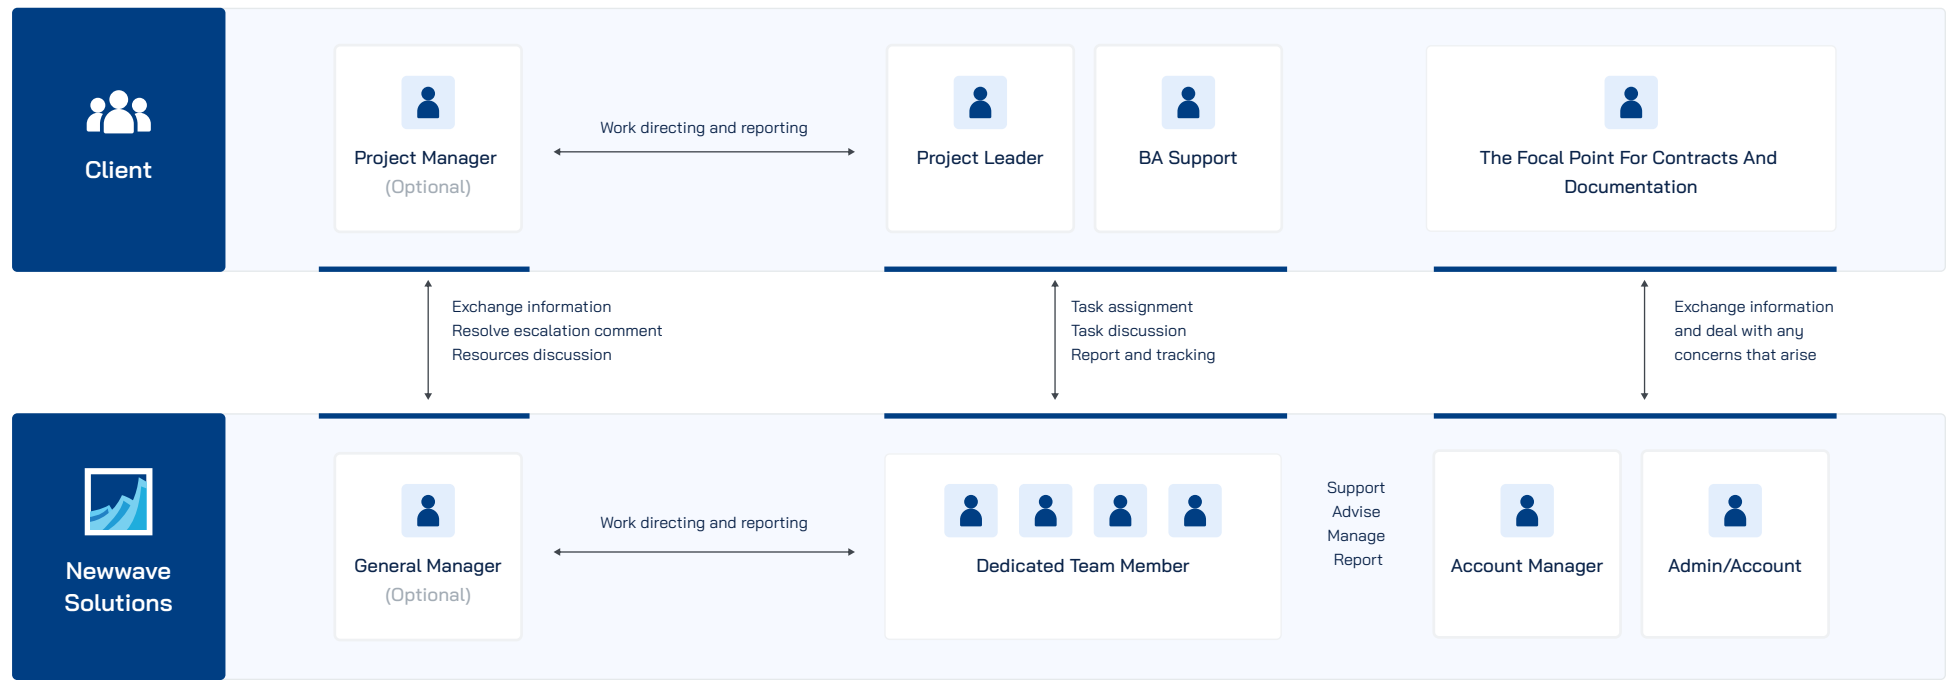 Client
Project Manager
(Optional)
Work directing and reporting
Project Leader
BA Support
The Focal Point For Contracts And
Documentation
Exchange information
Resolve escalation comment
Resources discussion
Task assignment
Task discussion
Report and tracking
Exchange information
and deal with any
concerns that arise
Newwave
Solutions
General Manager
(Optional)
Work directing and reporting
Dedicated Team Member
Support
Advise
Manage
Report
Account Manager
Admin/Account